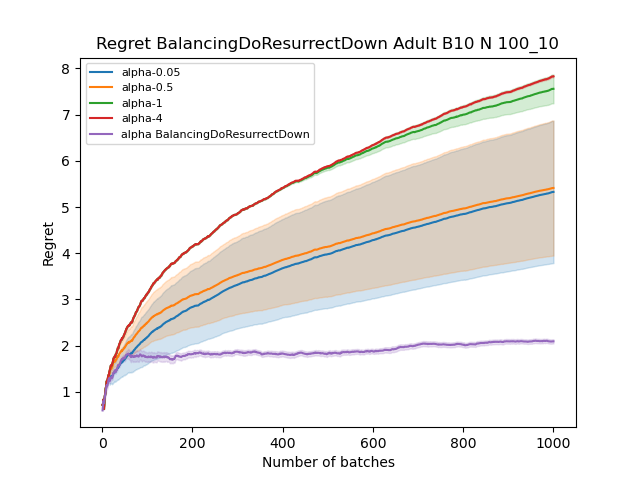 Regret BalancingDoResurrectDown Adult B10 N 100_10
alpha-0.05
alpha-0.5
alpha-1
alpha-4
alpha BalancingDoResurrectDown
8
7
6
5
4
3
2
1
Regret
0 200 400 600 800 1000
Number of batches